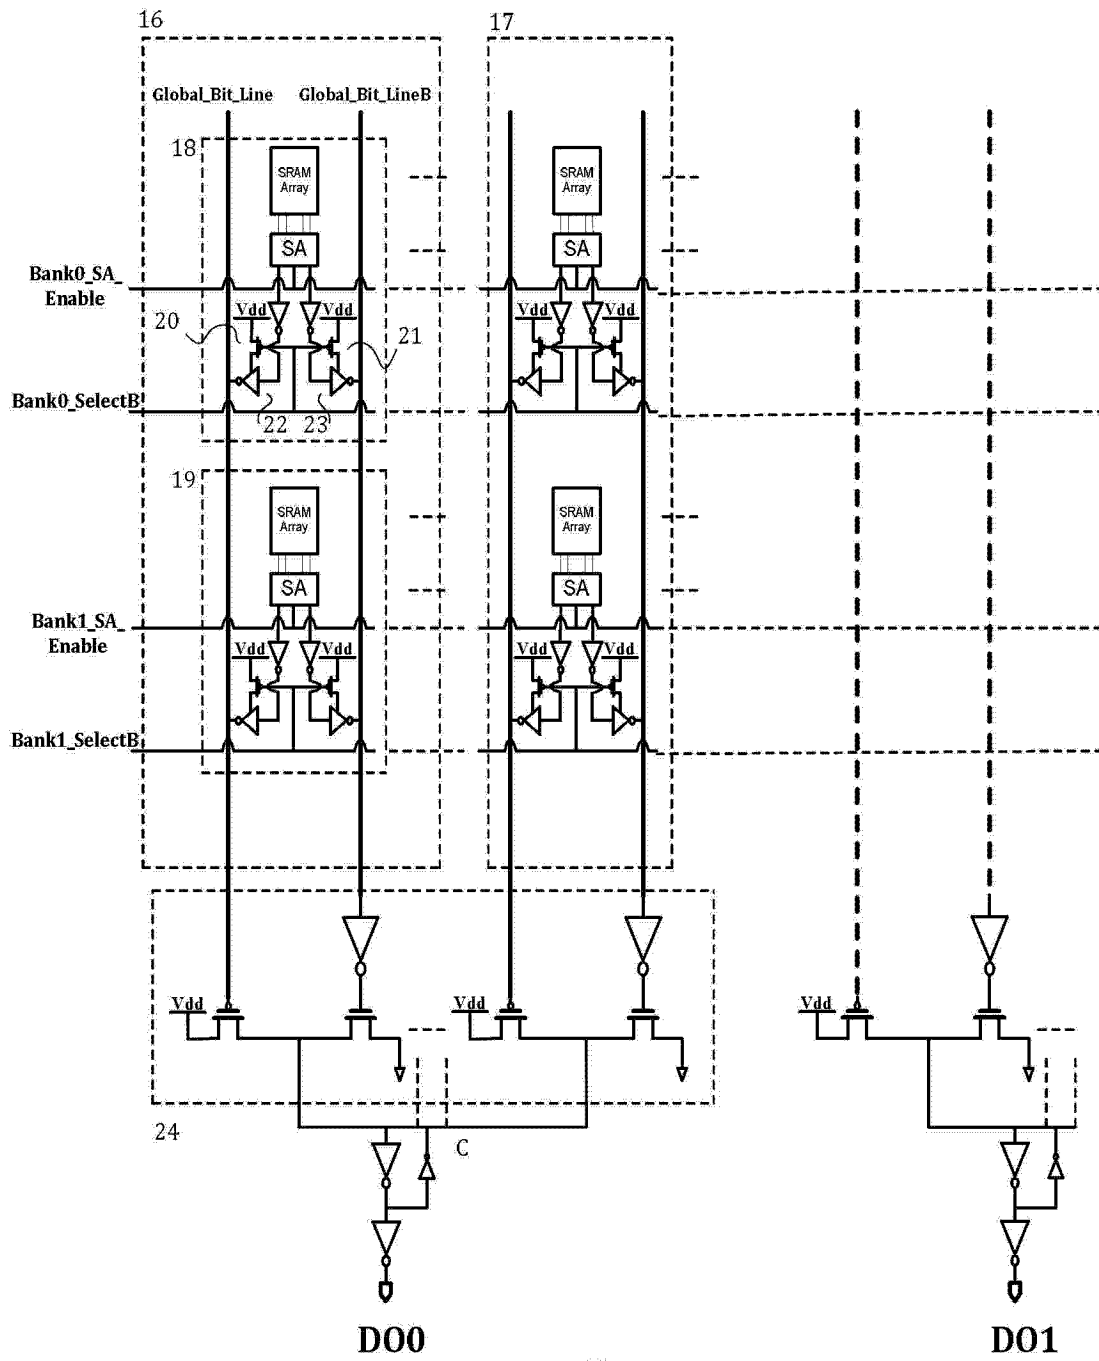 16
17
Global_Bit_Line
Global_Bit_LineB
18
SRAM
Array
SRAM
Array
SA
SA
Bank0_SA_
Enable
Vdd
Vdd
Vdd
Vdd
20
21
Bank0_SelectB
22
23
19
SRAM
Array
SRAM
Array
SA
SA
Bank1_SA_
Enable
Vdd
Vdd
Vdd
Vdd
Bank1_SelectB
Vdd
Vdd
Vdd
24
C
DO0
DO1